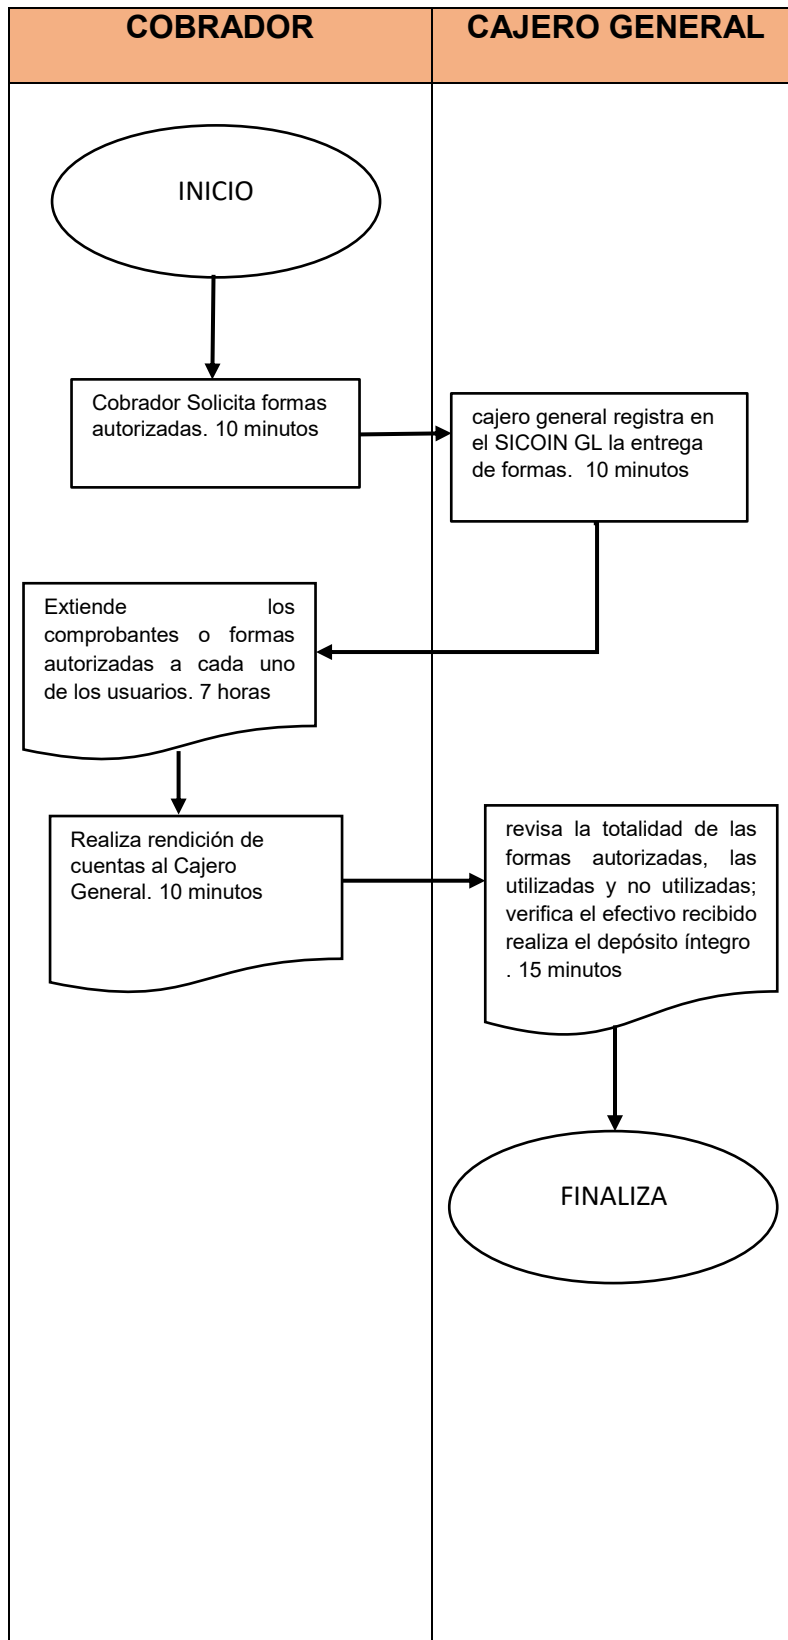 COBRADOR
CAJERO GENERAL
INICIO
Cobrador Solicita formas
autorizadas. 10 minutos
cajero general registra en
el SICOIN GL la entrega
de formas. 10 minutos
Extiende los
comprobantes o formas
autorizadas a cada uno
de los usuarios. 7 horas
Realiza rendición de
cuentas al Cajero
General. 10 minutos
revisa la totalidad de las
formas autorizadas, las
utilizadas y no utilizadas;
verifica el efectivo recibido
realiza el depósito íntegro
. 15 minutos
FINALIZA